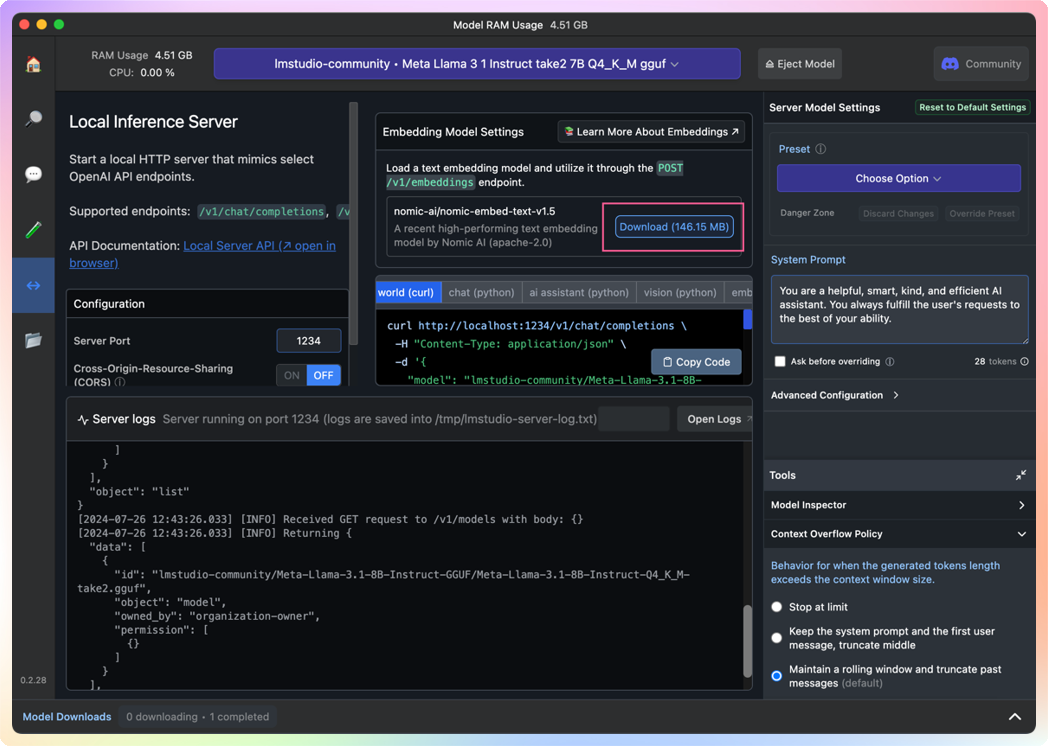 Model RAM Usage 4.51 GB
RAM Usage 4.51 GB
CPU: 0.00 %
lmstudio-community • Meta Llama 3 1 Instruct take2 7B Q4_K_M gguf
Eject Model
Community
Local Inference Server
Start a local HTTP server that mimics select
OpenAI API endpoints.
Supported endpoints: /v1/chat/completions, /v
API Documentation: Local Server API (↗ open in
browser)
Configuration
Server Port 1234
Cross-Origin-Resource-Sharing
(CORS) ⓘ ON OFF
Embedding Model Settings
Learn More About Embeddings ↗
Load a text embedding model and utilize it through the POST
/v1/embeddings endpoint.
nomic-ai/nomic-embed-text-v1.5
A recent high-performing text embedding
model by Nomic AI (apache-2.0)
Download (146.15 MB)
world (curl) chat (python) ai assistant (python) vision (python) emb
curl http://localhost:1234/v1/chat/completions \
-H "Content-Type: application/json" \
-d '{
"model": "lmstudio-community/Meta-Llama-3.1-8B-
Copy Code
Server logs Server running on port 1234 (logs are saved into /tmp/lmstudio-server-log.txt)
Open Logs ↗
]
}
],
"object": "list"
}
[2024-07-26 12:43:26.033] [INFO] Received GET request to /v1/models with body: {}
[2024-07-26 12:43:26.033] [INFO] Returning {
"data": [
{
"id": "lmstudio-community/Meta-Llama-3.1-8B-Instruct-GGUF/Meta-Llama-3.1-8B-Instruct-Q4_K_M-
take2.gguf",
"object": "model",
"owned_by": "organization-owner",
"permission": [
{}
]
}
],
Server Model Settings
Reset to Default Settings
Preset ⓘ
Choose Option
Danger Zone Discard Changes Override Preset
System Prompt
You are a helpful, smart, kind, and efficient AI
assistant. You always fulfill the user's requests to
the best of your ability.
Ask before overriding ⓘ 28 tokens
Advanced Configuration
Tools
Model Inspector
Context Overflow Policy
Behavior for when the generated tokens length
exceeds the context window size.
Stop at limit
Keep the system prompt and the first user
message, truncate middle
Maintain a rolling window and truncate past
messages (default)
0.2.28
Model Downloads 0 downloading • 1 completed